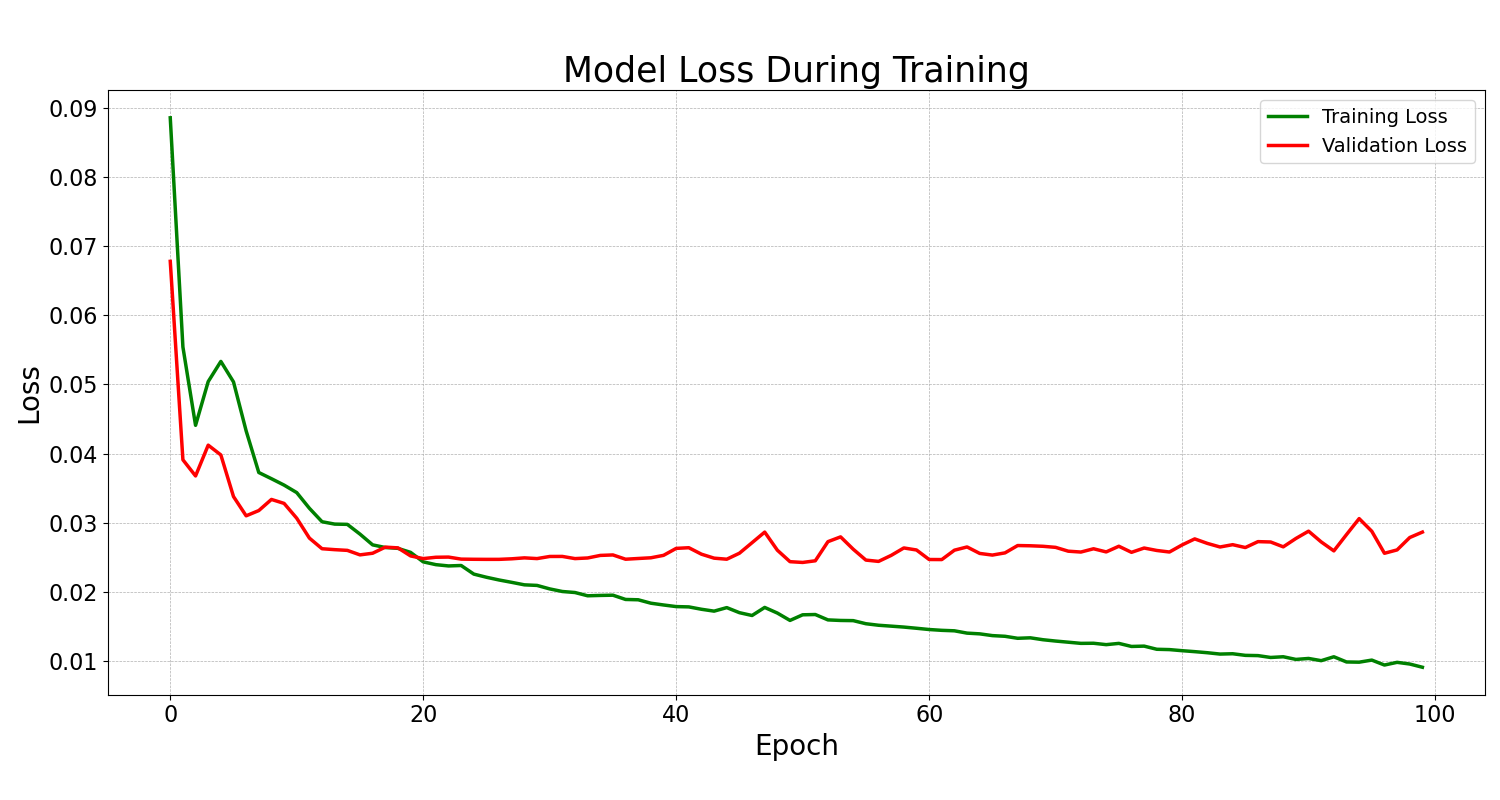 Model Loss During Training
Training Loss
Validation Loss
0.09
0.08
0.07
0.06
0.05
0.04
0.03
0.02
0.01
Loss
0 20 40 60 80 100
Epoch